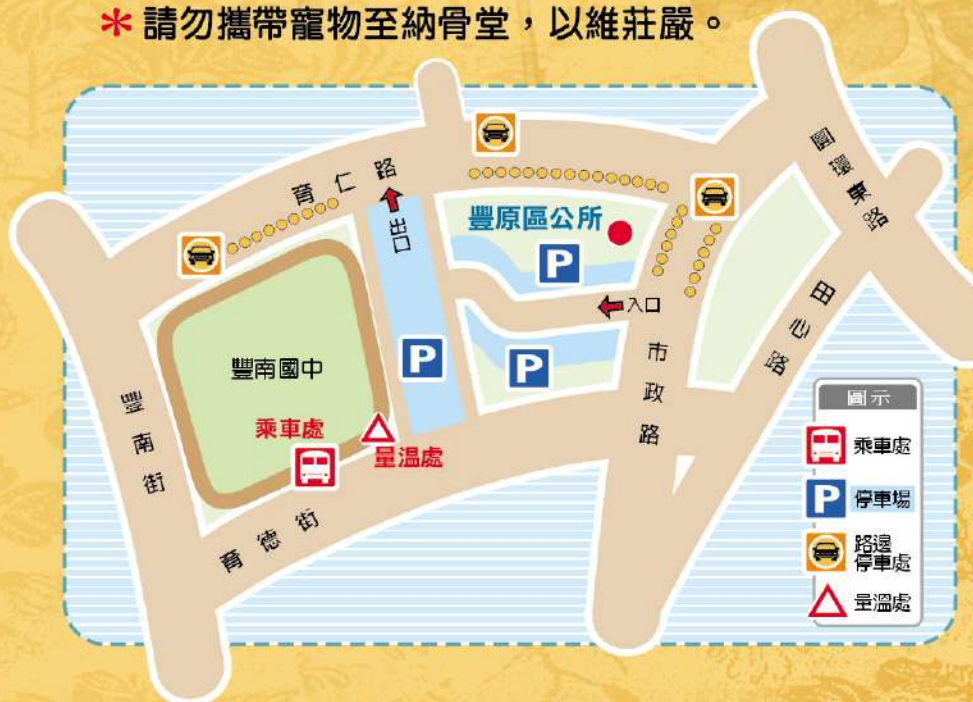 ＊請勿攜帶寵物至納骨堂，以維莊嚴。
育仁路
出口
豐原區公所
P
圓環東路
入口
田心路
市政路
P
P
豐南國中
乘車處
量溫處
豐南街
育德街
圖示
乘車處
P 停車場
路邊
停車處
量溫處